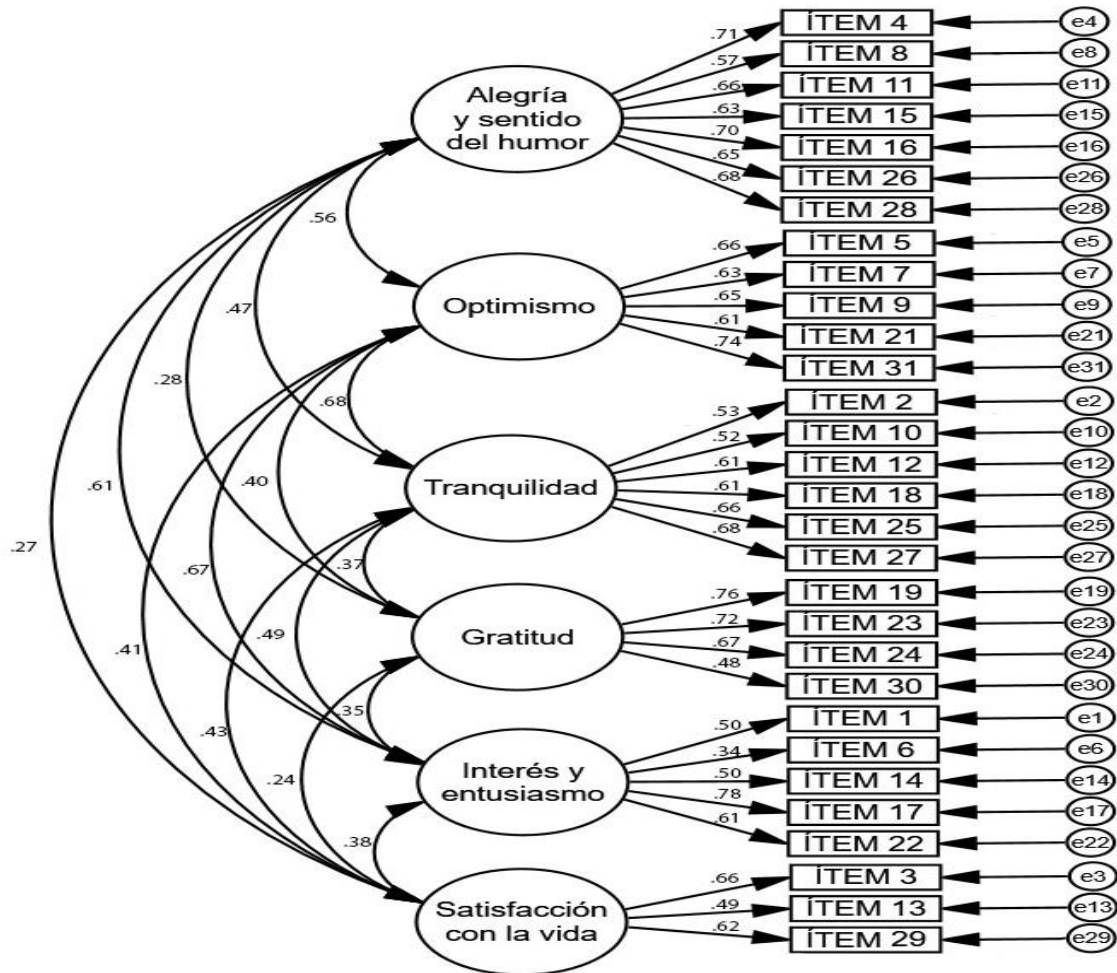 .71
ÍTEM 4
e4
.57
ÍTEM 8
e8
.66
ÍTEM 11
e11
.63
ÍTEM 15
e15
.70
ÍTEM 16
e16
.65
ÍTEM 26
e26
.68
ÍTEM 28
e28
Alegría
y sentido
del humor
.56
.66
ÍTEM 5
e5
.63
ÍTEM 7
e7
.65
ÍTEM 9
e9
.61
ÍTEM 21
e21
.74
ÍTEM 31
e31
Optimismo
.47
.28
.68
.53
ÍTEM 2
e2
.52
ÍTEM 10
e10
.61
ÍTEM 12
e12
.61
ÍTEM 18
e18
.66
ÍTEM 25
e25
.68
ÍTEM 27
e27
Tranquilidad
.61
.40
.27
.67
.37
.76
ÍTEM 19
e19
.72
ÍTEM 23
e23
.67
ÍTEM 24
e24
.48
ÍTEM 30
e30
Gratitud
.41
.49
.35
.50
ÍTEM 1
e1
.34
ÍTEM 6
e6
.50
ÍTEM 14
e14
.78
ÍTEM 17
e17
.61
ÍTEM 22
e22
Interés y
entusiasmo
.43
.24
.38
.66
ÍTEM 3
e3
.49
ÍTEM 13
e13
.62
ÍTEM 29
e29
Satisfacción
con la vida